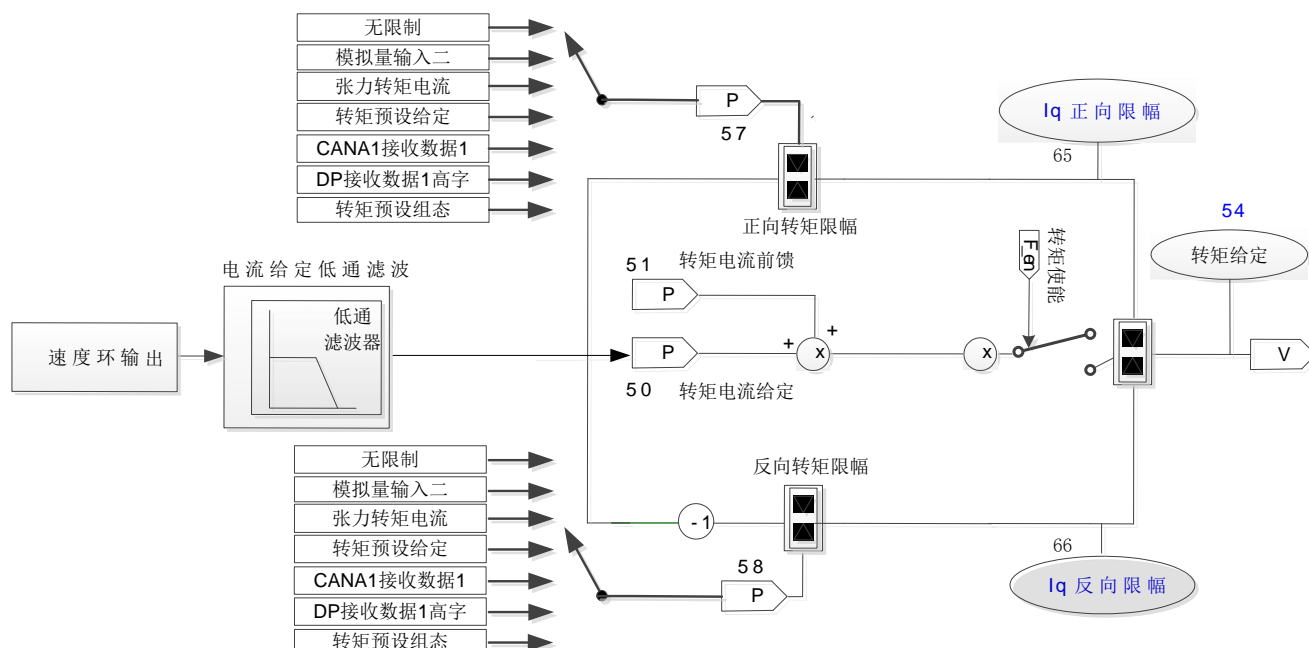 无限制
模拟量输入二
张力转矩电流
转矩预设给定
CANA1接收数据1
DP接收数据1高字
转矩预设组态
P
57
正向转矩限幅
Iq 正向限幅
65
54
转矩给定
电流给定低通滤波
低通
滤波器
速度环输出
51
转矩电流前馈
P
+
+
P
50
转矩电流给定
x
x
F_en
转矩使能
V
无限制
模拟量输入二
张力转矩电流
转矩预设给定
CANA1接收数据1
DP接收数据1高字
转矩预设组态
反向转矩限幅
-1
58
P
66
Iq 反向限幅